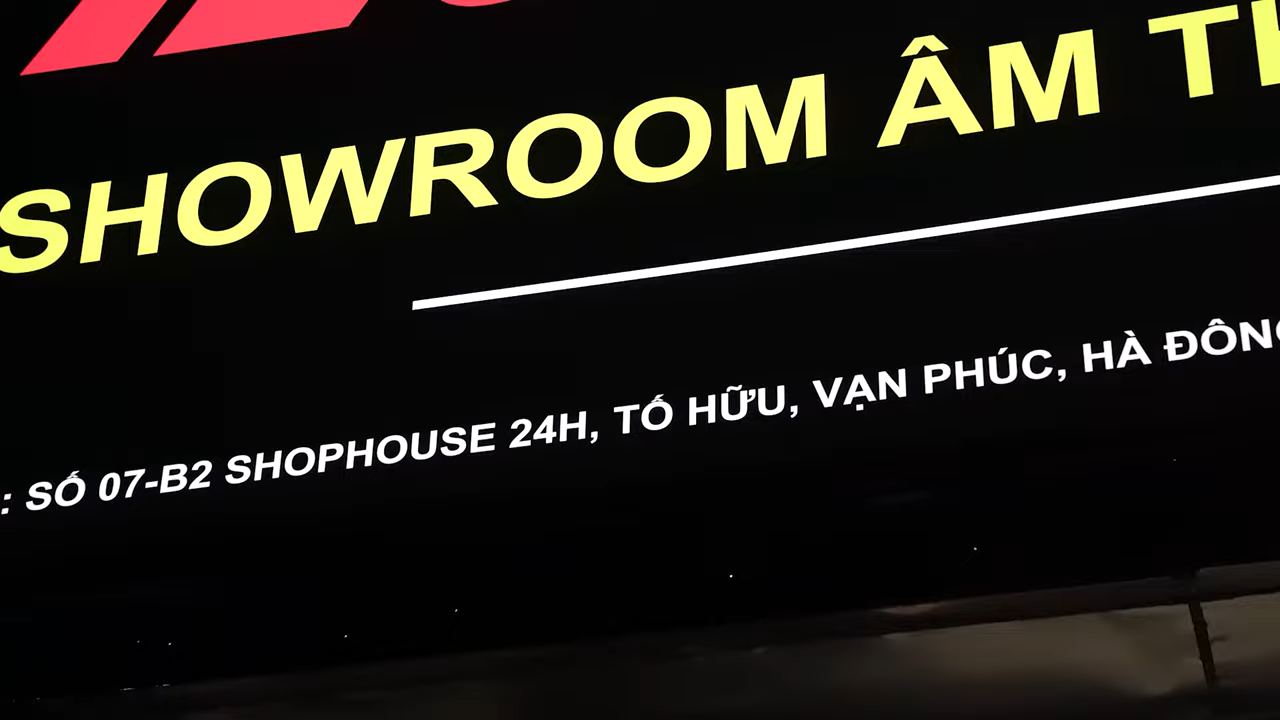 SHOWROOM ÂM
: SỐ 07-B2 SHOPHOUSE 24H, TỐ HỮU, VẠN PHÚC, HÀ ĐÔNG